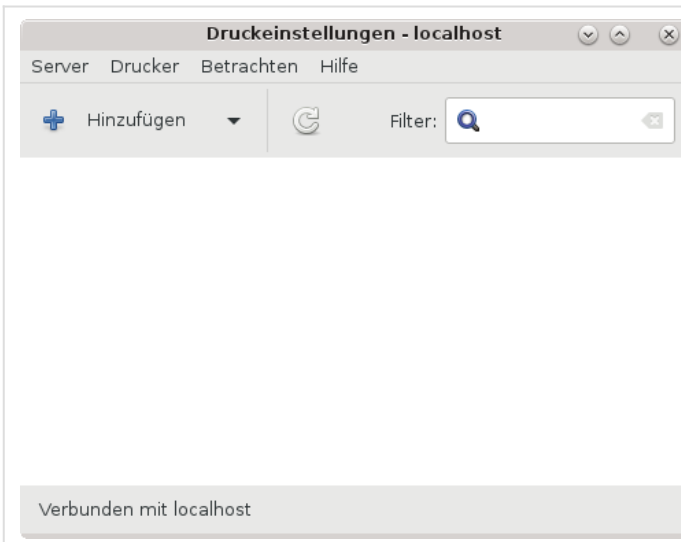 Druckeinstellungen - localhost
Server Drucker Betrachten Hilfe
Hinzufügen Filter:
Verbunden mit localhost